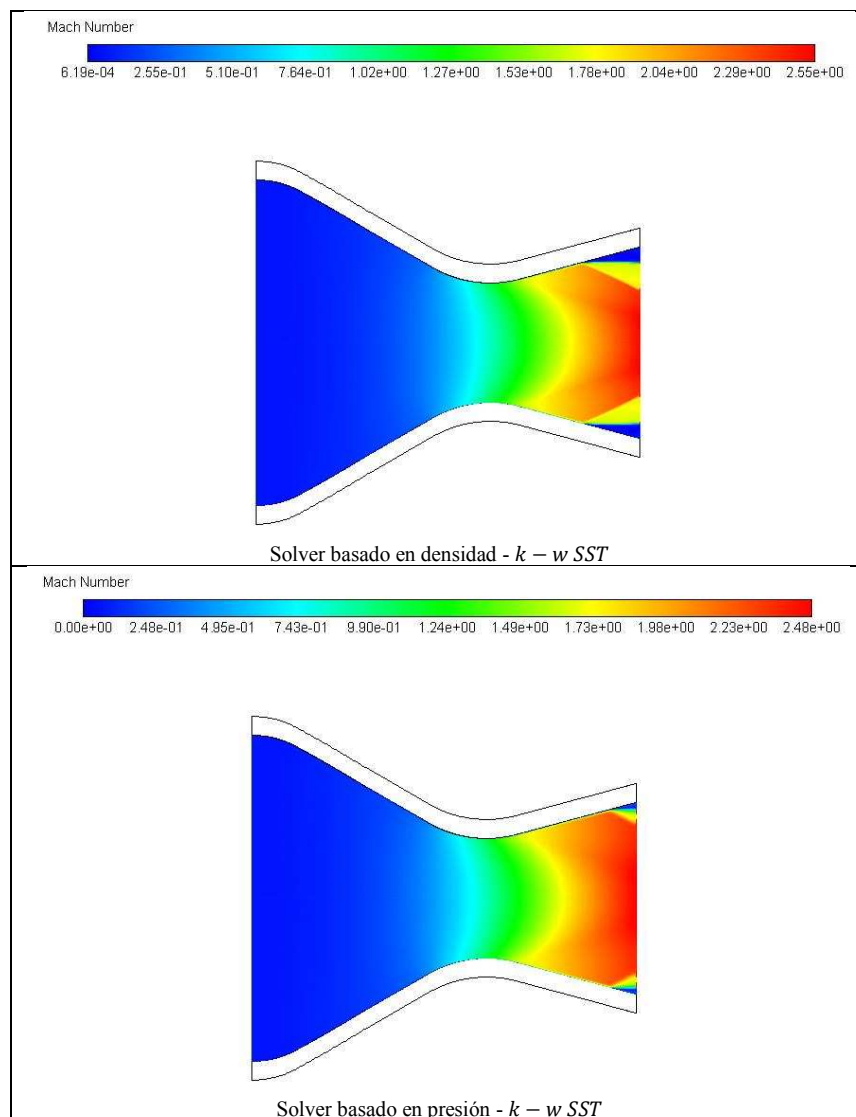 Mach Number
6.19e-04 2.55e-01 5.10e-01 7.64e-01 1.02e+00 1.27e+00 1.53e+00 1.78e+00 2.04e+00 2.29e+00 2.55e+00
Solver basado en densidad - k − w SST
Mach Number
0.00e+00 2.48e-01 4.95e-01 7.43e-01 9.90e-01 1.24e+00 1.49e+00 1.73e+00 1.98e+00 2.23e+00 2.48e+00
Solver basado en presión - k − w SST